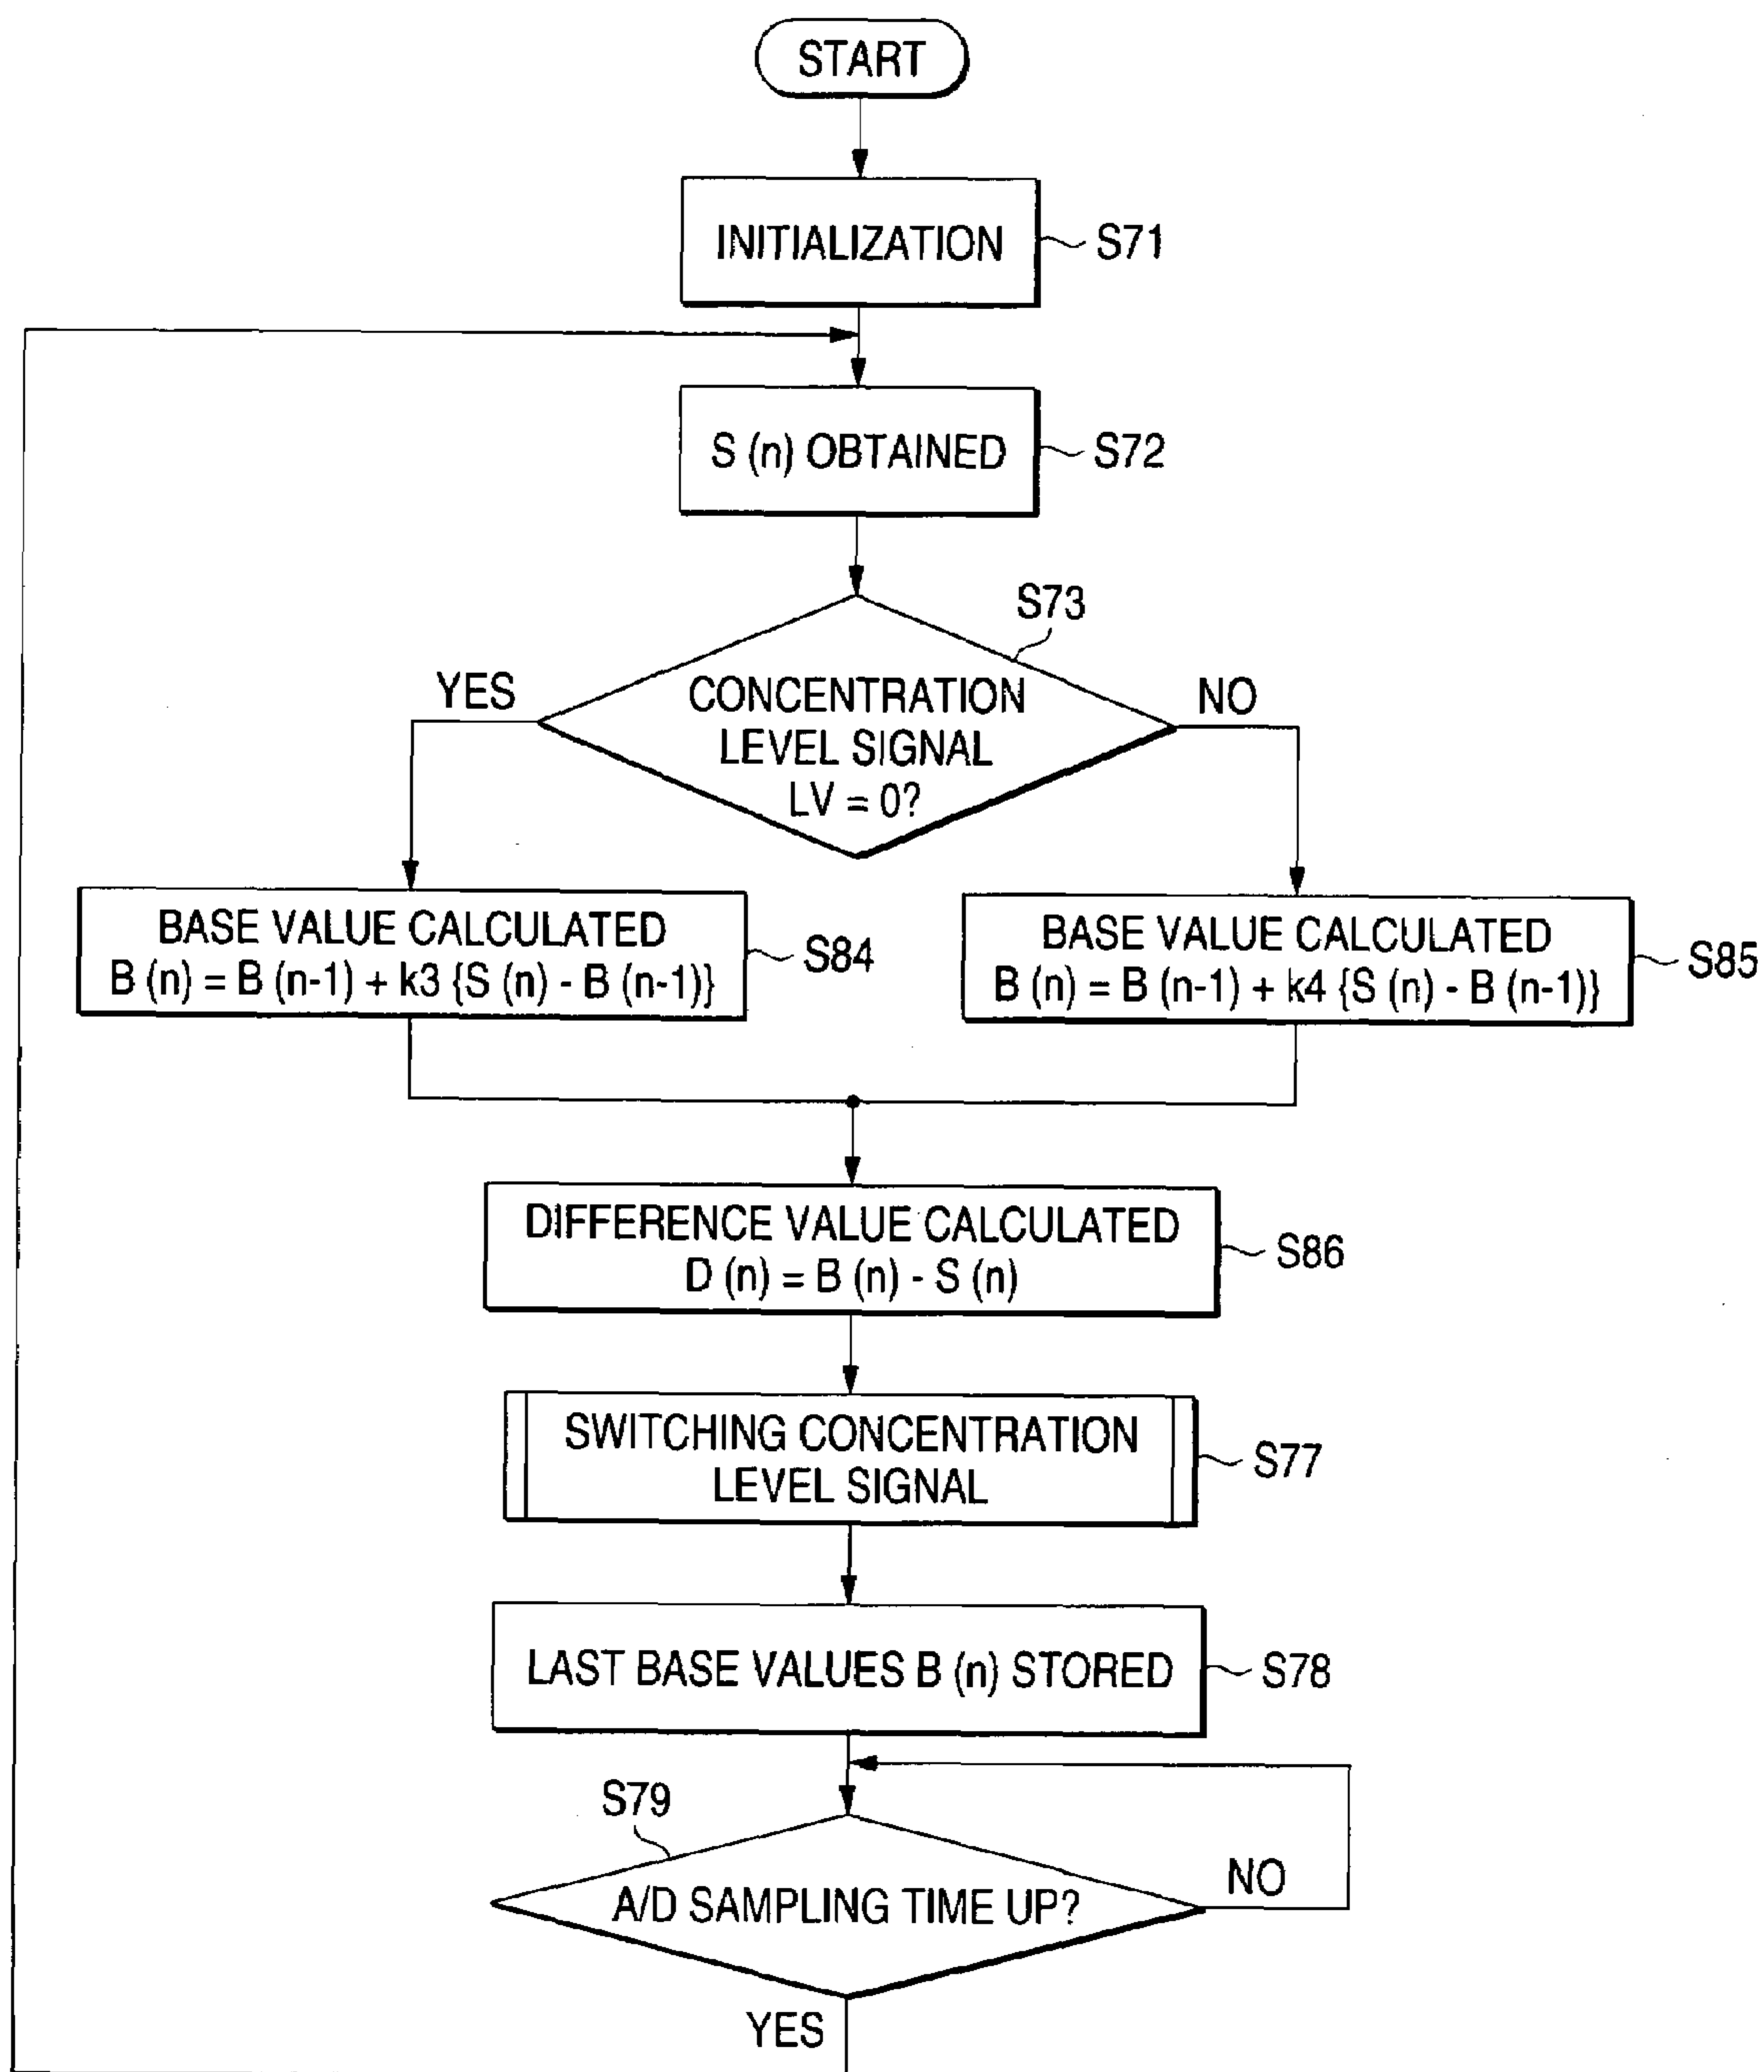 START
INITIALIZATION
S71
S (n) OBTAINED
S72
S73
CONCENTRATION
LEVEL SIGNAL
LV = 0?
YES
NO
BASE VALUE CALCULATED
B (n) = B (n-1) + k3 {S (n) - B (n-1)}
S84
BASE VALUE CALCULATED
B (n) = B (n-1) + k4 {S (n) - B (n-1)}
S85
DIFFERENCE VALUE CALCULATED
D (n) = B (n) - S (n)
S86
SWITCHING CONCENTRATION
LEVEL SIGNAL
S77
LAST BASE VALUES B (n) STORED
S78
S79
A/D SAMPLING TIME UP?
NO
YES